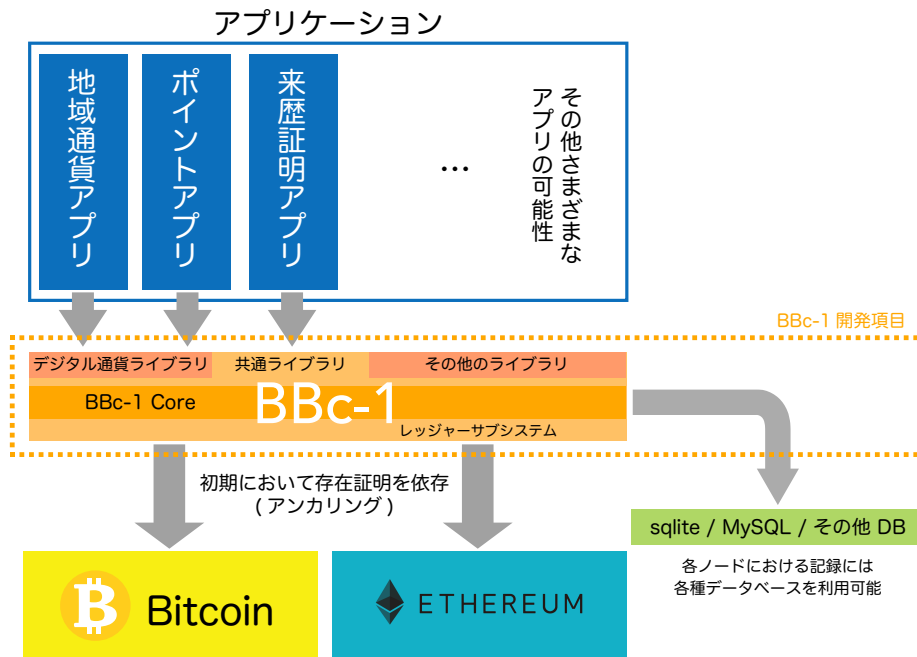 アプリケーション
地域通貨アプリ
ポイントアプリ
来歴証明アプリ
…
その他さまざまな
アプリの可能性
BBc-1 開発項目
デジタル通貨ライブラリ
共通ライブラリ
その他のライブラリ
BBc-1 Core
BBc-1
レッジャーサブシステム
初期において存在証明を依存
( アンカリング )
sqlite / MySQL / その他 DB
各ノードにおける記録には
各種データベースを利用可能
Bitcoin
ETHEREUM